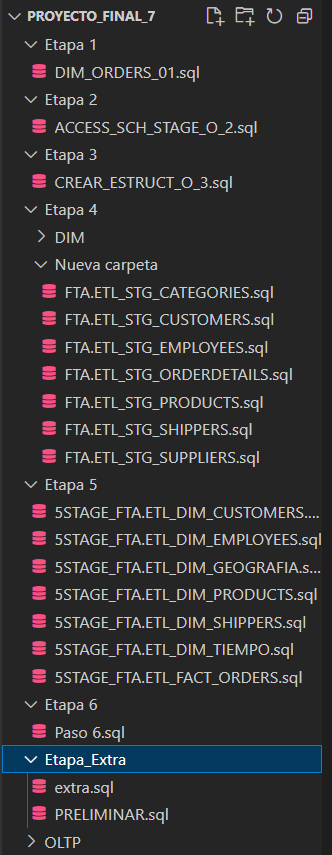 PROYECTO_FINAL_7
Etapa 1
DIM_ORDERS_01.sql
Etapa 2
ACCESS_SCH_STAGE_O_2.sql
Etapa 3
CREAR_ESTRUCT_O_3.sql
Etapa 4
DIM
Nueva carpeta
FTA.ETL_STG_CATEGORIES.sql
FTA.ETL_STG_CUSTOMERS.sql
FTA.ETL_STG_EMPLOYEES.sql
FTA.ETL_STG_ORDERDETAILS.sql
FTA.ETL_STG_PRODUCTS.sql
FTA.ETL_STG_SHIPPERS.sql
FTA.ETL_STG_SUPPLIERS.sql
Etapa 5
5STAGE_FTA.ETL_DIM_CUSTOMERS....
5STAGE_FTA.ETL_DIM_EMPLOYEES.sql
5STAGE_FTA.ETL_DIM_GEOGRAFIA.s...
5STAGE_FTA.ETL_DIM_PRODUCTS.sql
5STAGE_FTA.ETL_DIM_SHIPPERS.sql
5STAGE_FTA.ETL_DIM_TIEMPO.sql
5STAGE_FTA.ETL_FACT_ORDERS.sql
Etapa 6
Paso 6.sql
Etapa_Extra
extra.sql
PRELIMINAR.sql
OLTP